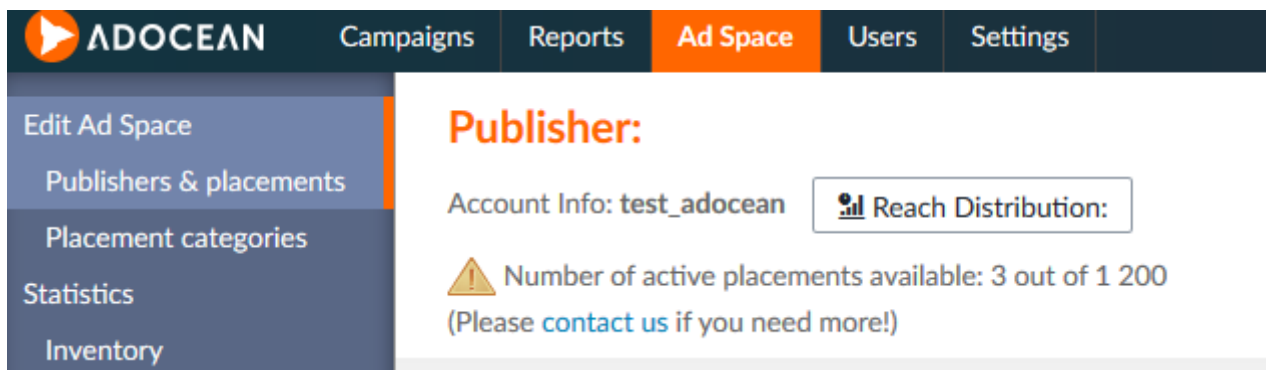 ADOCEAN Campaigns Reports Ad Space Users Settings
Edit Ad Space
Publishers & placements
Placement categories
Statistics
Inventory
Publisher:
Account Info: test_adocean Reach Distribution:
Number of active placements available: 3 out of 1 200
(Please contact us if you need more!)